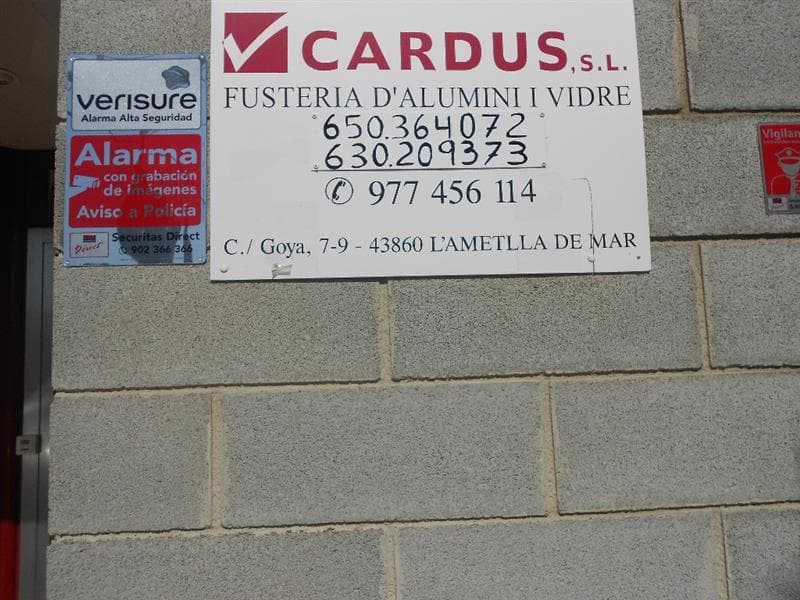 CARDUS, S.L.
FUSTERIA D'ALUMINI I VIDRE
650.364072
630.209373
977 456 114
C./ Goya, 7-9 - 43860 L'AMETLLA DE MAR
verisure
Alarma Alta Seguridad
Alarma
con grabación
de imágenes
Aviso a Policía
Securitas Direct
902 366 366
Direct
Vigilan